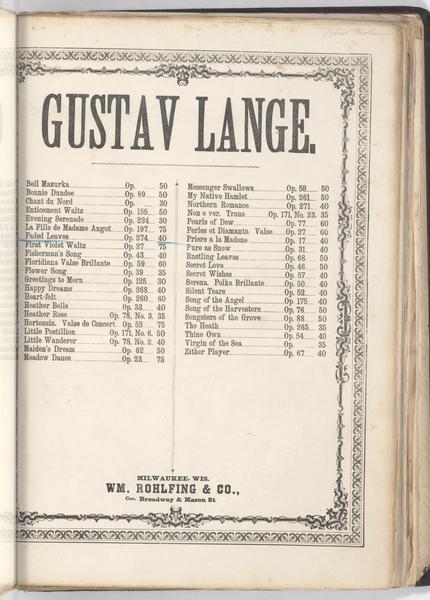 GUSTAV LANGE.
Bell Mazurka Op. 50
Bonnie Dundee Op. 89 50
Chant du Nord Op. 30
Enticement Waltz Op. 155 50
Evening Serenade Op. 224 30
La Fille de Madame Angot Op. 197 75
Faded Leaves Op. 274 40
First Violet Waltz Op. 27 75
Fisherman's Song Op. 43 40
Floridiana Valse Brillante Op. 59 60
Flower Song Op. 39 35
Greetings to Morn Op. 125 30
Happy Dreams Op. 268 40
Heart-felt Op. 260 60
Heather Bells Op. 33 40
Heather Rose Op. 78, No. 3. 35
Hortensia. Valse de Concert Op. 53 75
Little Postillion Op. 171, No. 6. 50
Little Wanderer Op. 78, No. 2. 40
Maiden's Dream Op. 62 50
Meadow Dance Op. 23 75
Messenger Swallows Op. 58 50
My Native Hamlet Op. 261 50
Northern Romance Op. 271 40
Non e ver. Trans Op. 171, No. 23. 35
Pearls of Dew Op. 77 60
Perles et Diamants. Valse Op. 27 60
Priere a la Madone Op. 17 40
Pure as Snow Op. 31 40
Rustling Leaves Op. 68 50
Secret Love Op. 46 50
Secret Wishes Op. 57 40
Serena. Polka Brillante Op. 50 40
Silent Tears Op. 52 40
Song of the Angel Op. 175 40
Song of the Harvesters Op. 76 50
Songsters of the Grove Op. 88 50
The Heath Op. 265 35
Thine Own Op. 54 40
Virgin of the Sea Op. 35
Zither Player Op. 67 40
MILWAUKEE. WIS.
WM. ROHLFING & CO.,
Cor. Broadway & Mason St